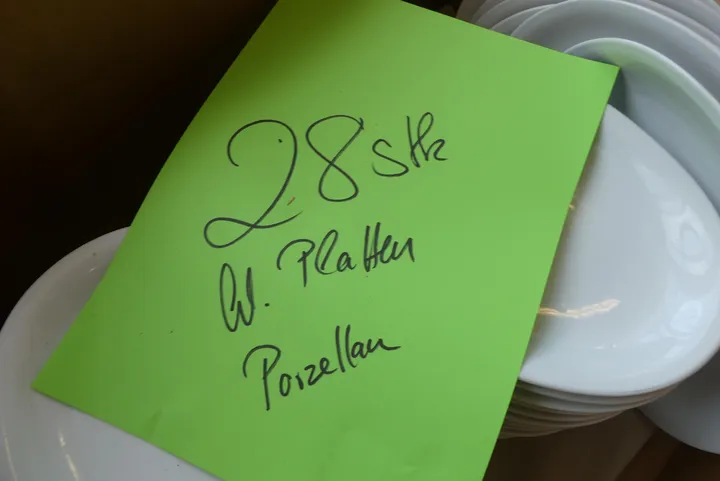 28 Stk
W. Platten
Porzellan